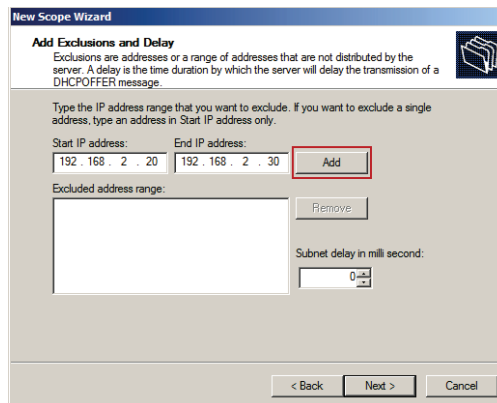 New Scope Wizard
Add Exclusions and Delay
Exclusions are addresses or a range of addresses that are not distributed by the
server. A delay is the time duration by which the server will delay the transmission of a
DHCPOFFER message.
Type the IP address range that you want to exclude. If you want to exclude a single
address, type an address in Start IP address only.
Start IP address: End IP address:
192 . 168 . 2 . 20 192 . 168 . 2 . 30 Add
Excluded address range:
Remove
Subnet delay in milli second:
0
< Back Next > Cancel